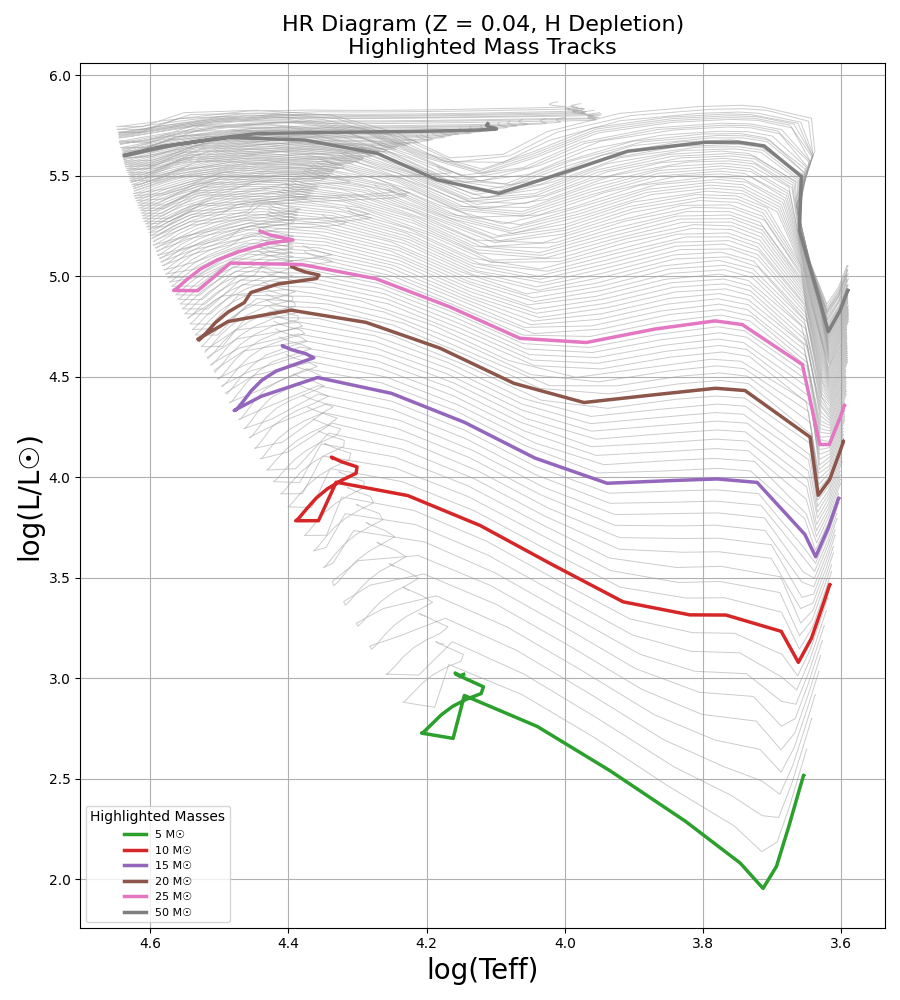 HR Diagram (Z = 0.04, H Depletion)
Highlighted Mass Tracks
log(L/L☉)
6.0
5.5
5.0
4.5
4.0
3.5
3.0
2.5
2.0
Highlighted Masses
5 M☉
10 M☉
15 M☉
20 M☉
25 M☉
50 M☉
4.6
4.4
4.2
4.0
3.8
3.6
log(Teff)